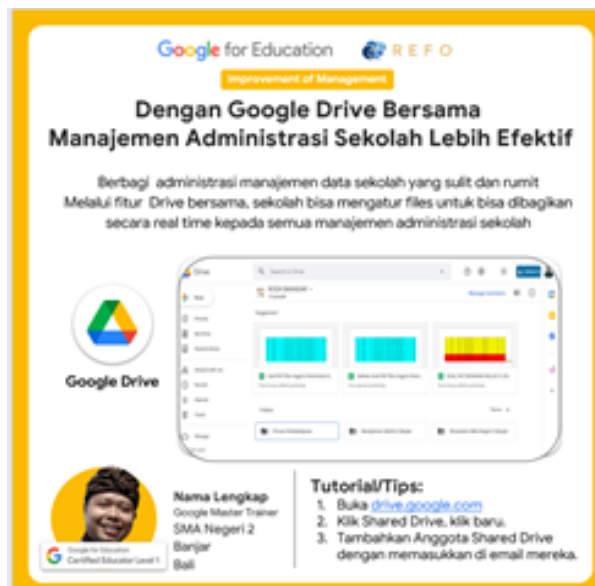 Google for Education
REFO
Improvement of Management
Dengan Google Drive Bersama
Manajemen Administrasi Sekolah Lebih Efektif
Berbagi administrasi manajemen data sekolah yang sulit dan rumit
Melalui fitur Drive bersama, sekolah bisa mengatur files untuk bisa dibagikan
secara real time kepada semua manajemen administrasi sekolah
Drive
Search in Drive
Google Drive
Nama Lengkap
Google Master Trainer
SMA Negeri 2
Banjar
Bali
Google for Education
Certified Educator Level 1
Tutorial/Tips:
1. Buka drive.google.com
2. Klik Shared Drive, klik baru.
3. Tambahkan Anggota Shared Drive
dengan memasukkan di email mereka.